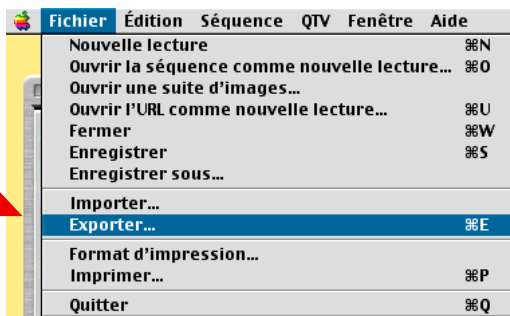 Fichier Édition Séquence QTV Fenêtre Aide
Nouvelle lecture ⌘N
Ouvrir la séquence comme nouvelle lecture... ⌘O
Ouvrir une suite d'images...
Ouvrir l'URL comme nouvelle lecture... ⌘U
Fermer ⌘W
Enregistrer ⌘S
Enregistrer sous...
Importer...
Exporter... ⌘E
Format d'impression...
Imprimer... ⌘P
Quitter ⌘Q